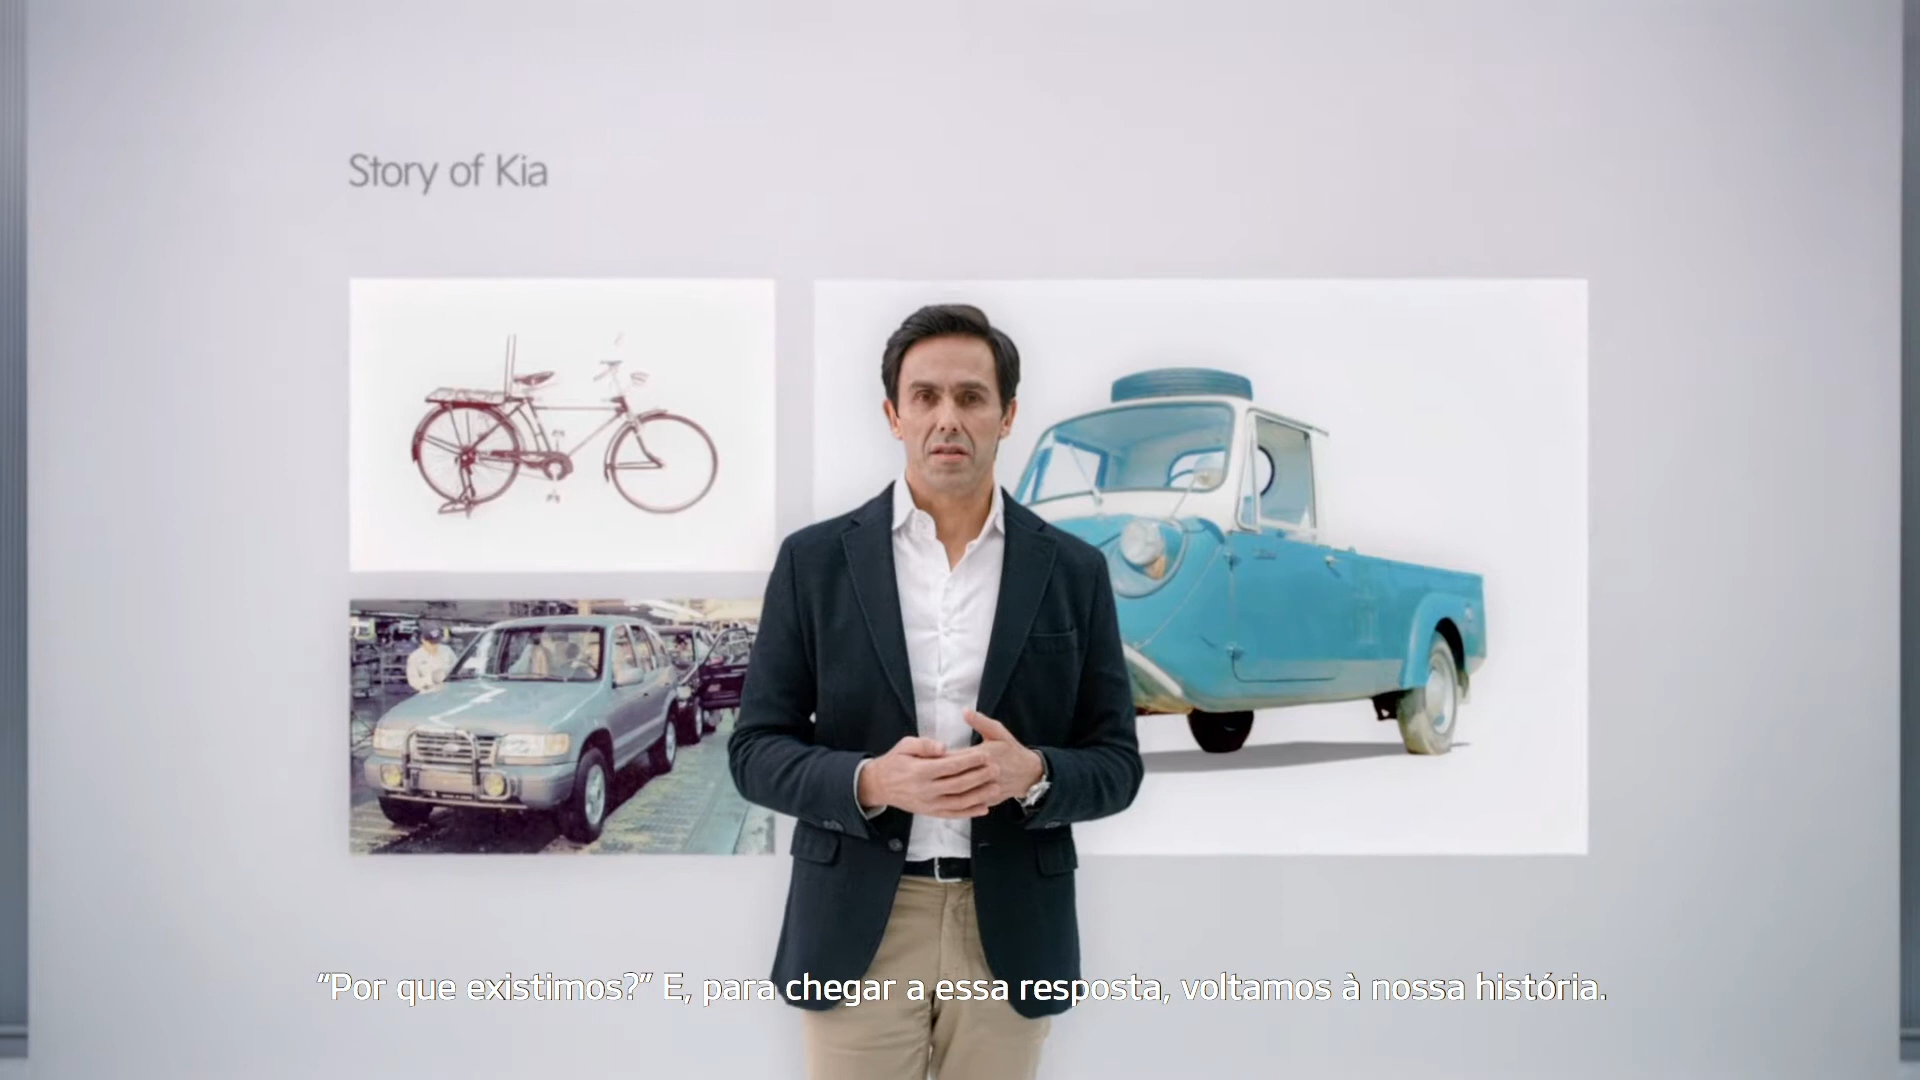 Story of Kia
“Por que existimos?” E, para chegar a essa resposta, voltamos à nossa história.